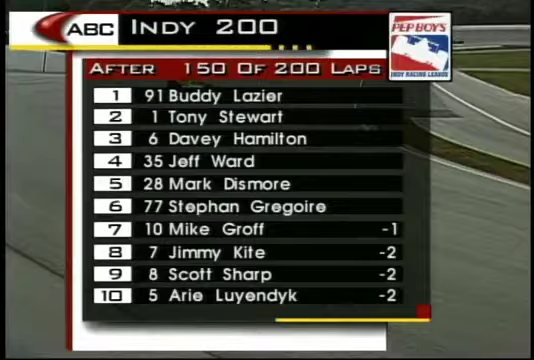 ABC INDY 200
PEP BOYS
INDY RACING LEAGUE
AFTER 150 OF 200 LAPS
1 91 Buddy Lazier
2 1 Tony Stewart
3 6 Davey Hamilton
4 35 Jeff Ward
5 28 Mark Dismore
6 77 Stephan Gregoire
7 10 Mike Groff -1
8 7 Jimmy Kite -2
9 8 Scott Sharp -2
10 5 Arie Luyendyk -2